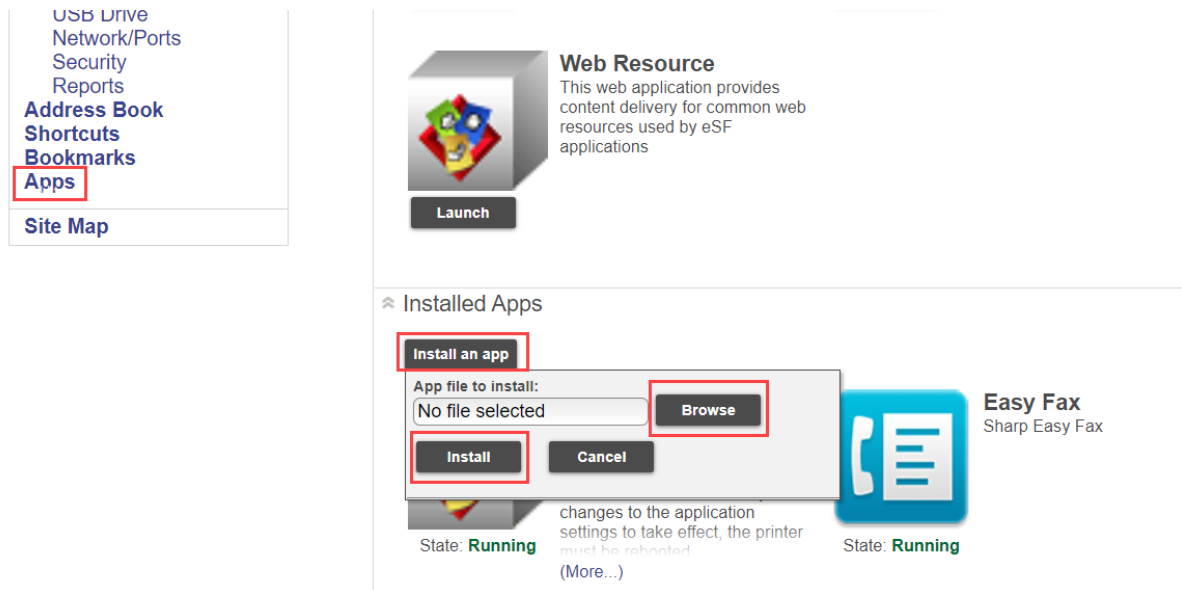 USB Drive
Network/Ports
Security
Reports
Address Book
Shortcuts
Bookmarks
Apps
Site Map
Web Resource
This web application provides
content delivery for common web
resources used by eSF
applications
Launch
Installed Apps
Install an app
App file to install:
No file selected
Browse
Install
Cancel
changes to the application
settings to take effect, the printer
must be rebooted
(More...)
State: Running
Easy Fax
Sharp Easy Fax
State: Running